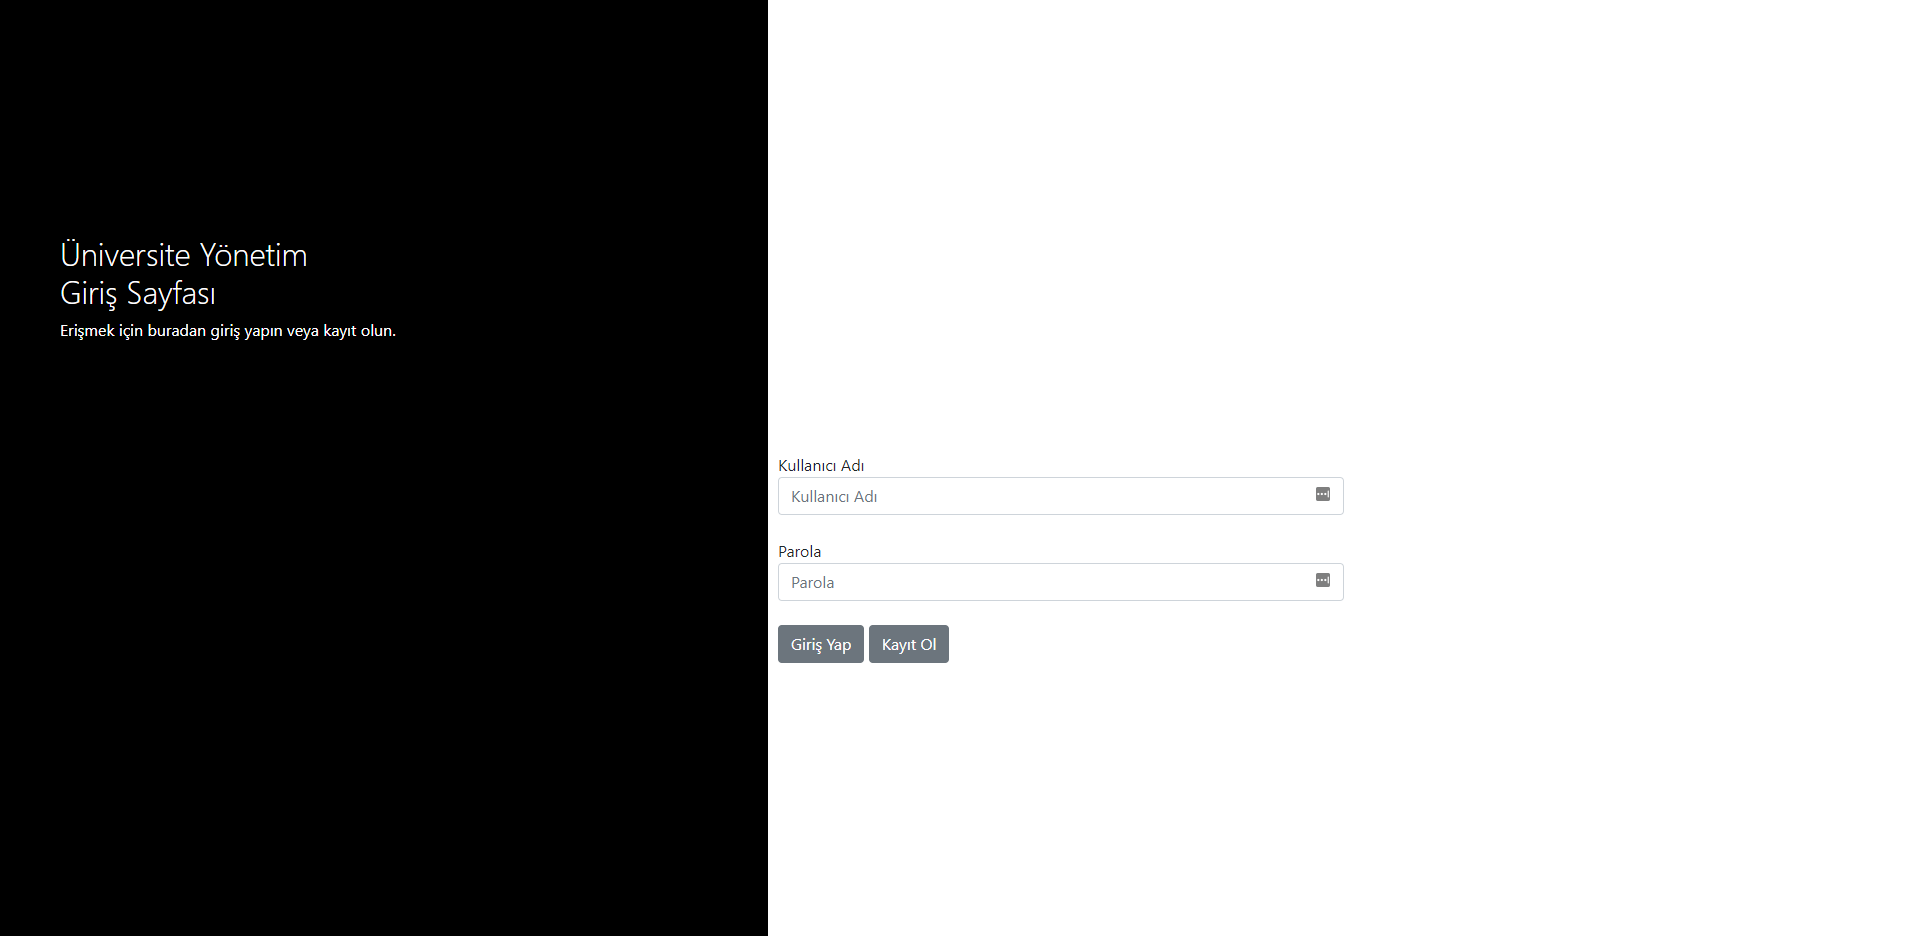 Üniversite Yönetim
Giriş Sayfası
Erişmek için buradan giriş yapın veya kayıt olun.
Kullanıcı Adı
Kullanıcı Adı
Parola
Parola
Giriş Yap Kayıt Ol